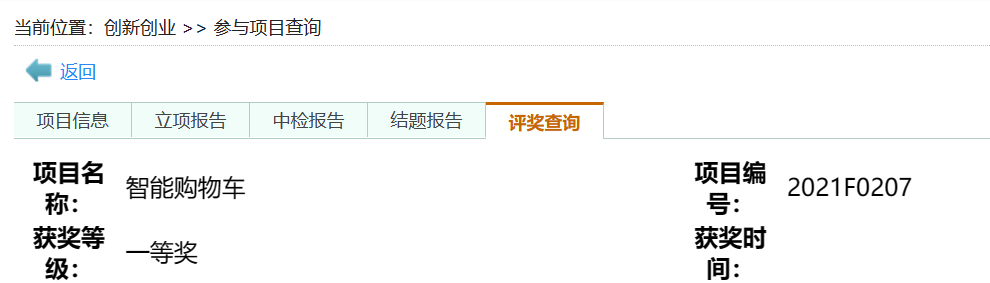 当前位置：创新创业 >> 参与项目查询
返回
项目信息 立项报告 中检报告 结题报告 评奖查询
项目名称： 智能购物车 项目编号： 2021F0207
获奖等级： 一等奖 获奖时间：